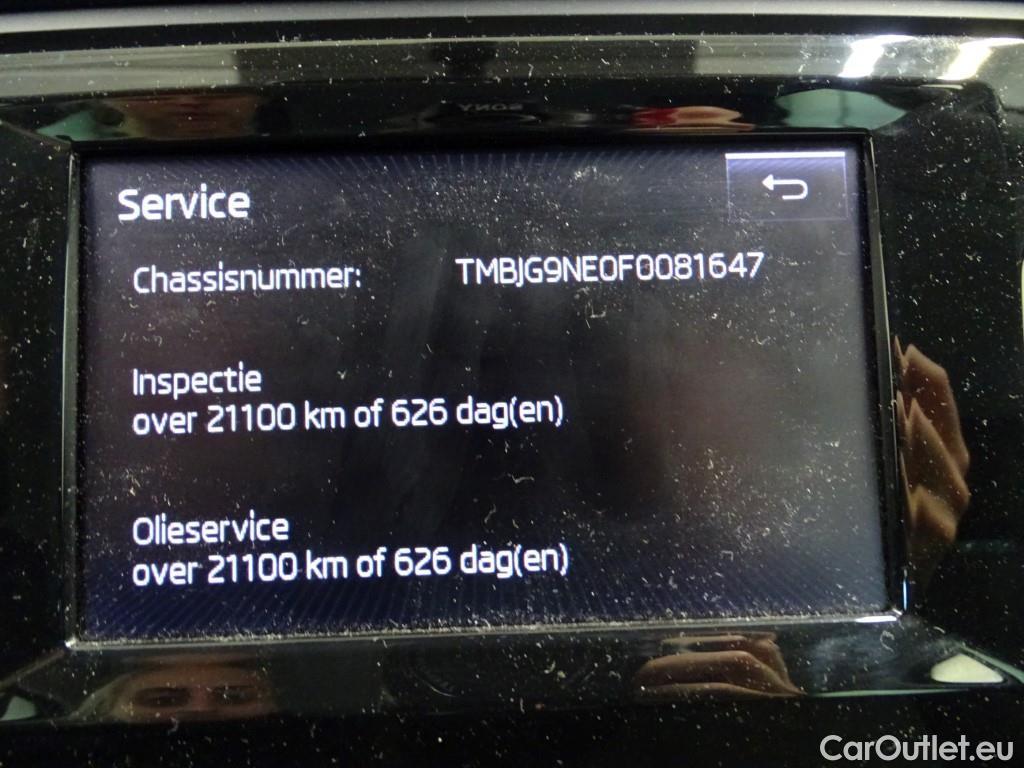 SONY
Service
Chassisnummer: TMBJG9NE0F0081647
Inspectie
over 21100 km of 626 dag(en)
Olieservice
over 21100 km of 626 dag(en)
CarOutlet.eu